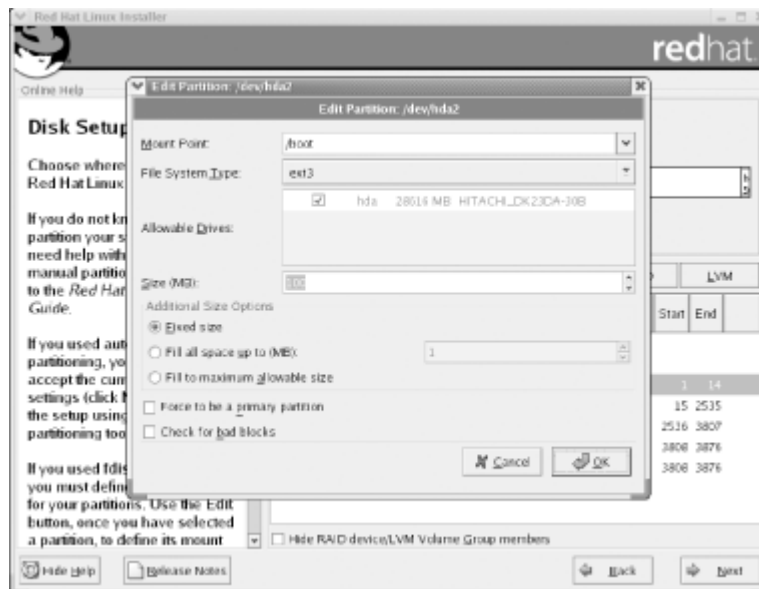 Red Hat Linux Installer
redhat.
Online Help
Disk Setup
Choose where
Red Hat Linux
If you do not kn
partition your s
need help with
manual partitio
to the Red Hat
Guide.
If you used aut
partitioning, yo
accept the curr
settings (click N
the setup using
partitioning too
If you used fdis
you must defin
for your partitions. Use the Edit
button, once you have selected
a partition, to define its mount
Edit Partition: /dev/hda2
Edit Partition: /dev/hda2
Mount Point:
/boot
File System Type:
ext3
Allowable Drives:
hda 28616 MB HITACHI_DK23DA-30B
Size (MB):
100
Additional Size Options
Fixed size
Fill all space up to (MB):
1
Fill to maximum allowable size
Force to be a primary partition
Check for bad blocks
Cancel
OK
LVM
Start End
1 14
15 2535
2536 3807
3808 3876
3808 3876
Hide RAID device/LVM Volume Group members
Hide Help
Release Notes
Back
Next